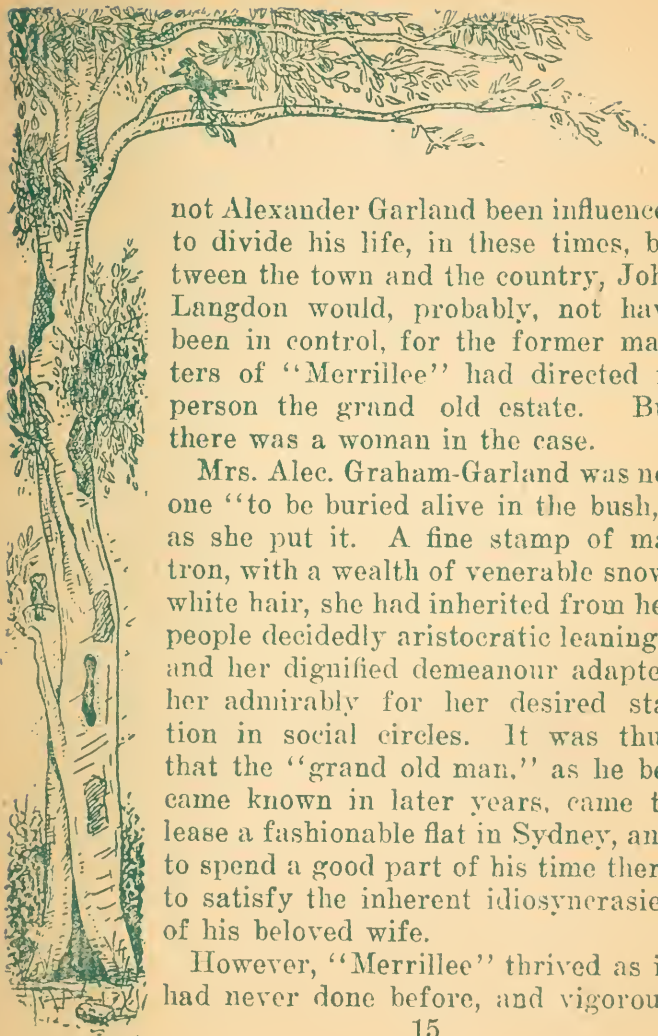 not Alexander Garland been influence
to divide his life, in these times, b
tween the town and the country, Joh
Langdon would, probably, not hav
been in control, for the former ma
ters of "Merrillee" had directed i
person the grand old estate. Bu
there was a woman in the case.
Mrs. Alec. Graham-Garland was no
one "to be buried alive in the bush,
as she put it. A fine stamp of ma
tron, with a wealth of venerable snow
white hair, she had inherited from he
people decidedly aristocratic leaning
and her dignified demeanour adapte
her admirably for her desired sta
tion in social circles. It was thu
that the "grand old man," as he be
came known in later years, came t
lease a fashionable flat in Sydney, an
to spend a good part of his time ther
to satisfy the inherent idiosyncrasie
of his beloved wife.
However, "Merrillee" thrived as i
had never done before, and vigorou
15